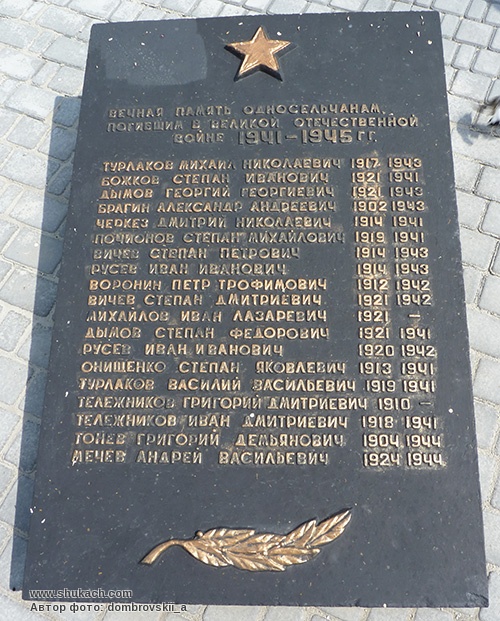 ВЕЧНАЯ ПАМЯТЬ ОДНОСЕЛЬЧАНАМ,
ПОГИБШИМ В ВЕЛИКОЙ ОТЕЧЕСТВЕННОЙ
ВОЙНЕ 1941-1945 ГГ.
ТУРЛАКОВ МИХАИЛ НИКОЛАЕВИЧ 1917 1943
БОЖКОВ СТЕПАН ИВАНОВИЧ 1921 1941
ДЫМОВ ГЕОРГИЙ ГЕОРГИЕВИЧ 1921 1943
БРАГИН АЛЕКСАНДР АНДРЕЕВИЧ 1902 1943
ЧЕРКЕЗ ДМИТРИЙ НИКОЛАЕВИЧ 1914 1941
ПОЧИОНОВ СТЕПАН МИХАЙЛОВИЧ 1919 1941
ВИЧЕВ СТЕПАН ПЕТРОВИЧ 1914 1943
РУСЕВ ИВАН ИВАНОВИЧ 1914 1943
ВОРОНИН ПЕТР ТРОФИМОВИЧ 1912 1942
ВИЧЕВ СТЕПАН ДМИТРИЕВИЧ 1921 1942
МИХАЙЛОВ ИВАН ЛАЗАРЕВИЧ 1921 —
ДЫМОВ СТЕПАН ФЕДОРОВИЧ 1921 1941
РУСЕВ ИВАН ИВАНОВИЧ 1920 1942
ОНИЩЕНКО СТЕПАН ЯКОВЛЕВИЧ 1913 1941
ТУРЛАКОВ ВАСИЛИЙ ВАСИЛЬЕВИЧ 1919 1941
ТЕЛЕЖНИКОВ ГРИГОРИЙ ДМИТРИЕВИЧ 1910 —
ТЕЛЕЖНИКОВ ИВАН ДМИТРИЕВИЧ 1918 1941
ТОНЕВ ГРИГОРИЙ ДЕМЬЯНОВИЧ 1904 1944
МЕЧЕВ АНДРЕЙ ВАСИЛЬЕВИЧ 1924 1944
www.shukach.com
Автор фото: dombrovskii_a